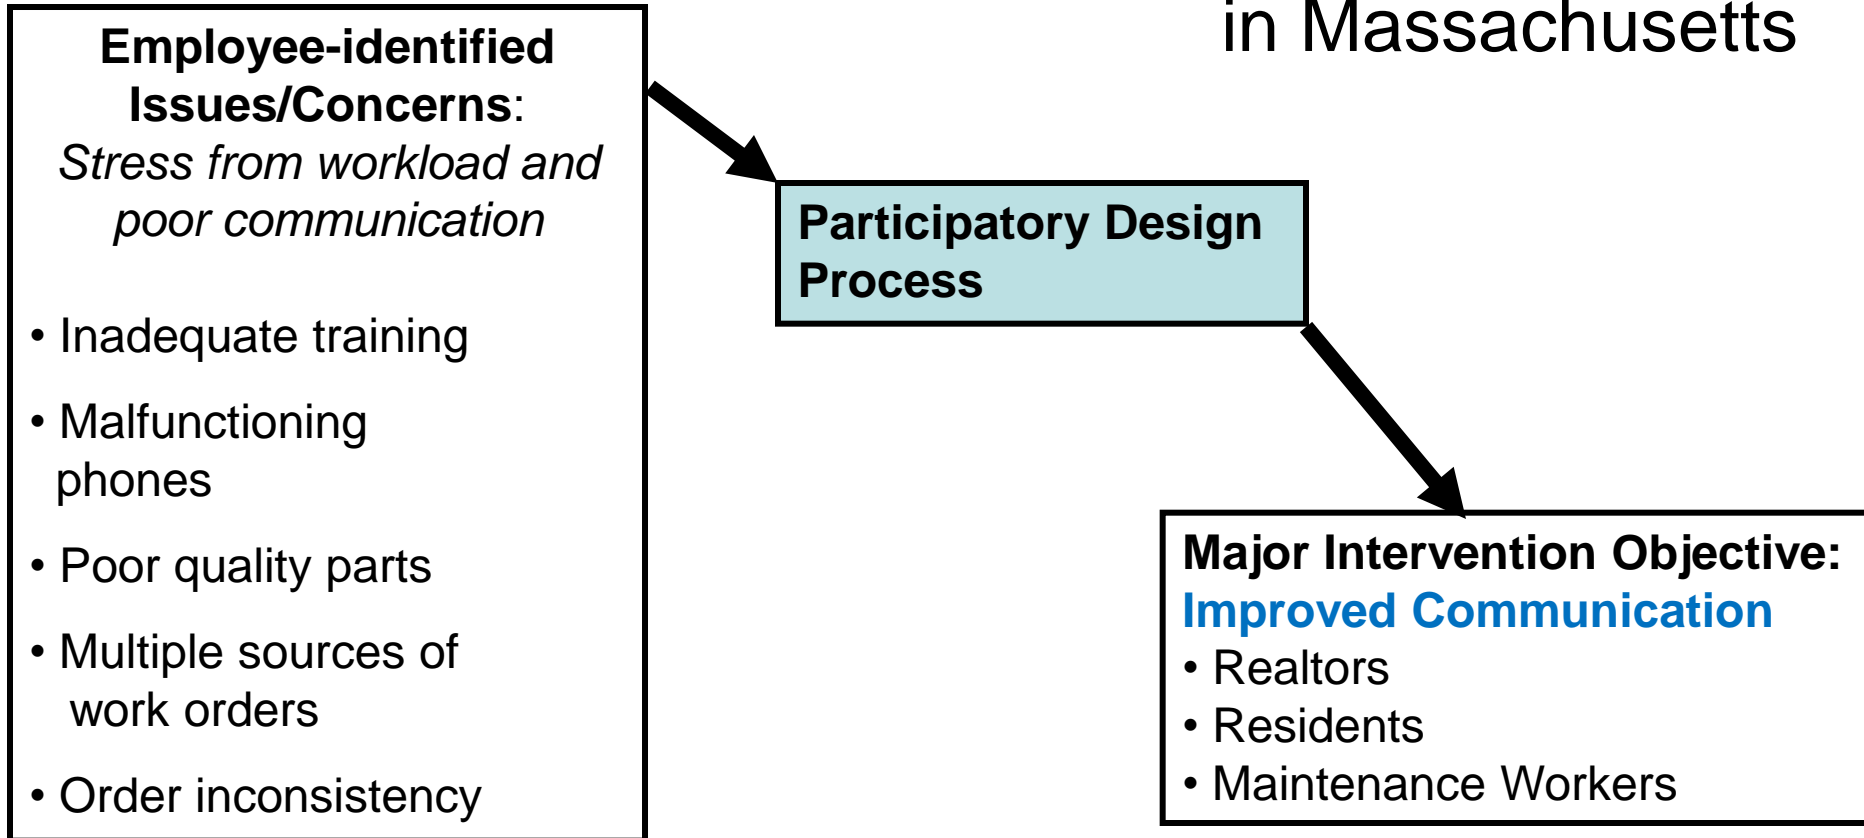 in Massachusetts
Employee-identified
Issues/Concerns:
Stress from workload and
poor communication
• Inadequate training
• Malfunctioning
phones
• Poor quality parts
• Multiple sources of
work orders
• Order inconsistency
Participatory Design
Process
Major Intervention Objective:
Improved Communication
• Realtors
• Residents
• Maintenance Workers